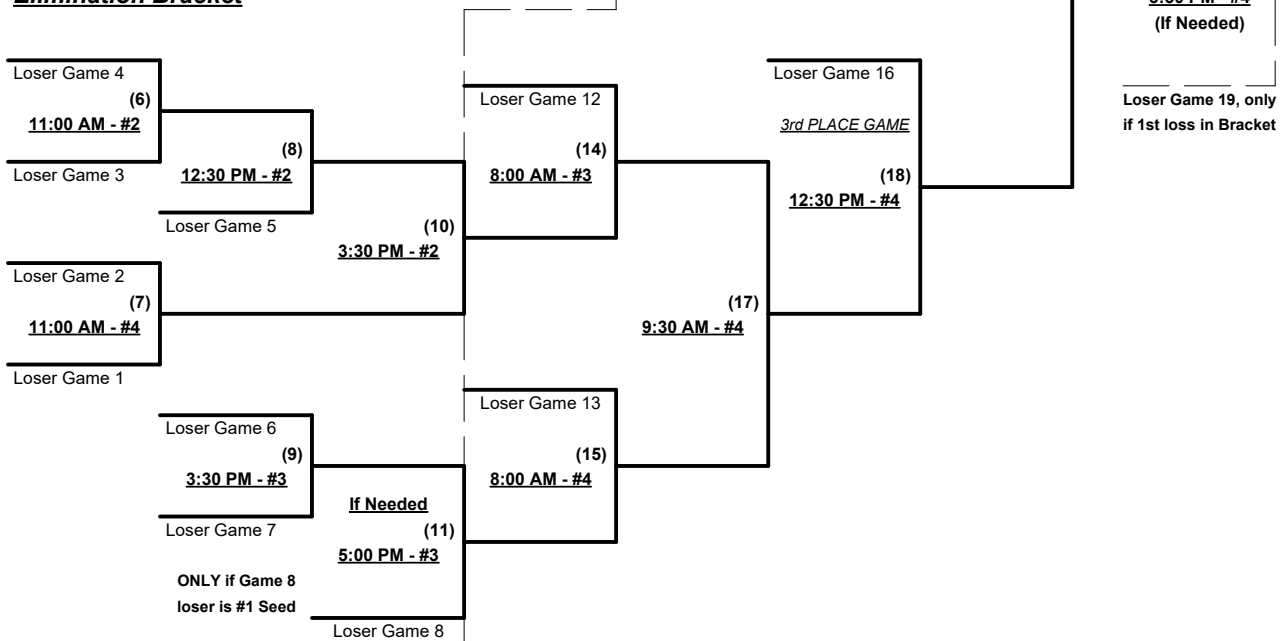 Elimination Bracket
(If Needed)
Loser Game 4
(6)
11:00 AM - #2
Loser Game 3
(8)
12:30 PM - #2
Loser Game 5
(10)
3:30 PM - #2
Loser Game 2
(7)
11:00 AM - #4
Loser Game 1
Loser Game 6
(9)
3:30 PM - #3
Loser Game 7
If Needed
(11)
5:00 PM - #3
ONLY if Game 8
loser is #1 Seed
Loser Game 8
Loser Game 12
(14)
8:00 AM - #3
(17)
9:30 AM - #4
Loser Game 13
(15)
8:00 AM - #4
Loser Game 16
3rd PLACE GAME
(18)
12:30 PM - #4
Loser Game 19, only
if 1st loss in Bracket